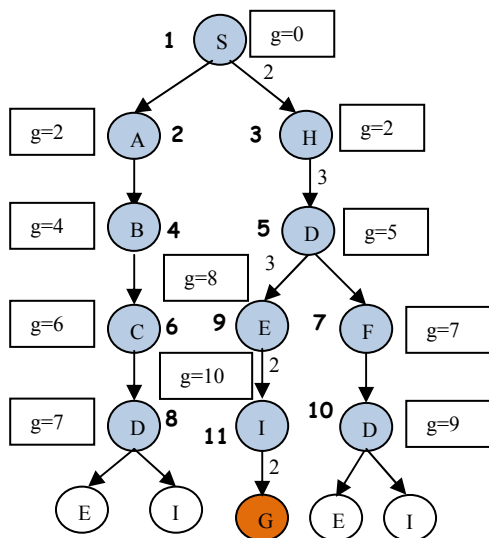 1 S g=0
2
g=2 A 2 3 H g=2
3
g=4 B 4 5 D g=5
3
g=8
g=6 C 6 9 E 7 F g=7
2
g=10
g=7 D 8 11 I 10 D g=9
2
E I G E I